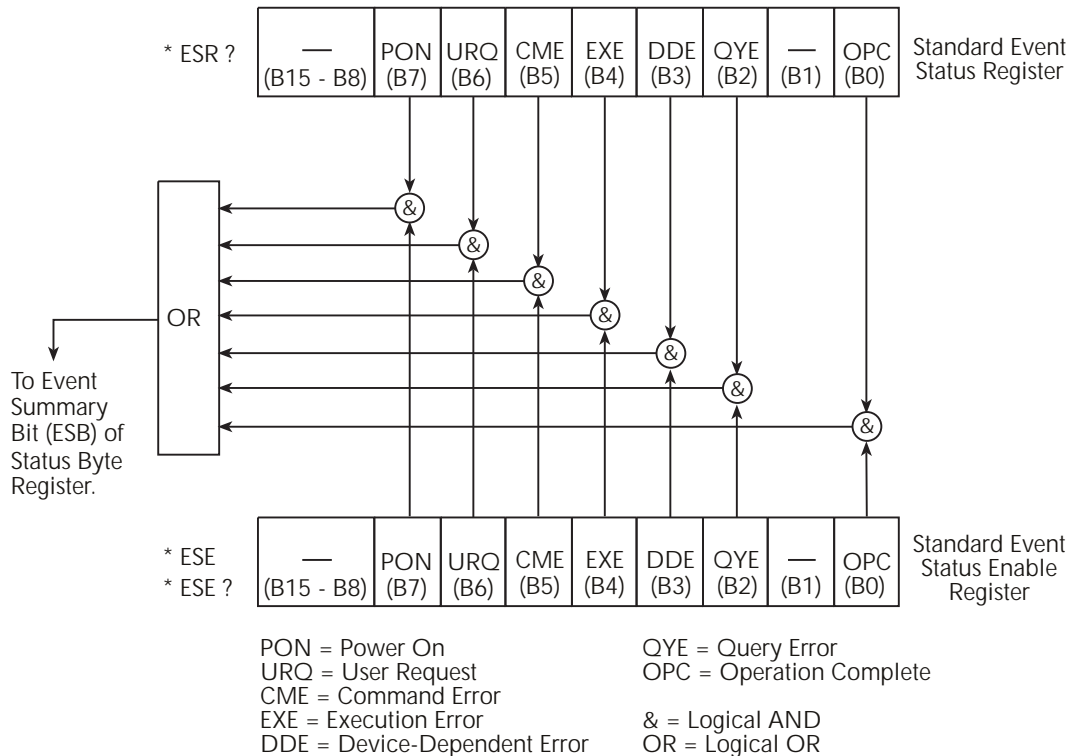 * ESR ?
— PON URQ CME EXE DDE QYE — OPC
(B15 - B8) (B7) (B6) (B5) (B4) (B3) (B2) (B1) (B0)
Standard Event
Status Register
&
&
&
&
&
&
&
OR
To Event
Summary
Bit (ESB) of
Status Byte
Register.
* ESE
* ESE ?
— PON URQ CME EXE DDE QYE — OPC
(B15 - B8) (B7) (B6) (B5) (B4) (B3) (B2) (B1) (B0)
Standard Event
Status Enable
Register
PON = Power On
URQ = User Request
CME = Command Error
EXE = Execution Error
DDE = Device-Dependent Error
QYE = Query Error
OPC = Operation Complete
& = Logical AND
OR = Logical OR